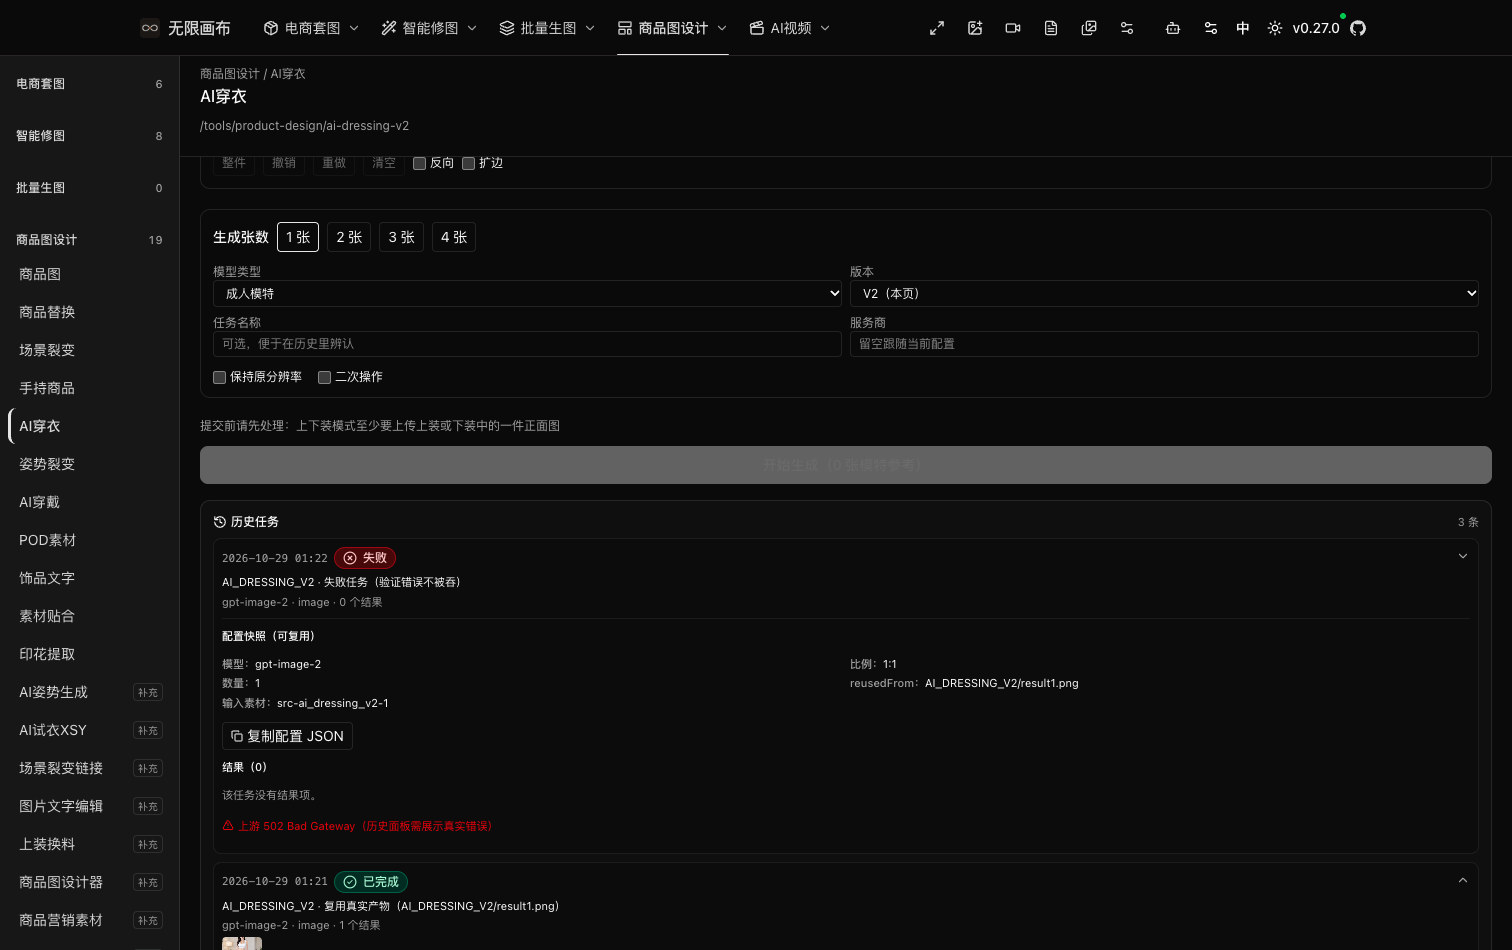 无限画布
电商套图
智能修图
批量生图
商品图设计
AI视频
中
v0.27.0
电商套图 6
智能修图 8
批量生图 0
商品图设计 19
商品图
商品替换
场景裂变
手持商品
AI穿衣
姿势裂变
AI穿戴
POD素材
饰品文字
素材贴合
印花提取
AI姿势生成 补充
AI试衣XSY 补充
场景裂变链接 补充
图片文字编辑 补充
上装换料 补充
商品图设计器 补充
商品营销素材 补充
商品图设计 / AI穿衣
AI穿衣
/tools/product-design/ai-dressing-v2
整件 撤销 重做 清空 反向 扩边
生成张数 1 张 2 张 3 张 4 张
模型类型
成人模特
版本
V2（本页）
任务名称
可选，便于在历史里辨认
服务商
留空跟随当前配置
保持原分辨率 二次操作
提交前请先处理：上下装模式至少要上传上装或下装中的一件正面图
开始生成（0 张模特参考）
历史任务 3 条
2026-10-29 01:22 失败
AI_DRESSING_V2 · 失败任务（验证错误不被吞）
gpt-image-2 · image · 0 个结果
配置快照（可复用）
模型：gpt-image-2
比例：1:1
数量：1
reusedFrom：AI_DRESSING_V2/result1.png
输入素材：src-ai_dressing_v2-1
复制配置 JSON
结果（0）
该任务没有结果项。
上游 502 Bad Gateway（历史面板需展示真实错误）
2026-10-29 01:21 已完成
AI_DRESSING_V2 · 复用真实产物（AI_DRESSING_V2/result1.png）
gpt-image-2 · image · 1 个结果